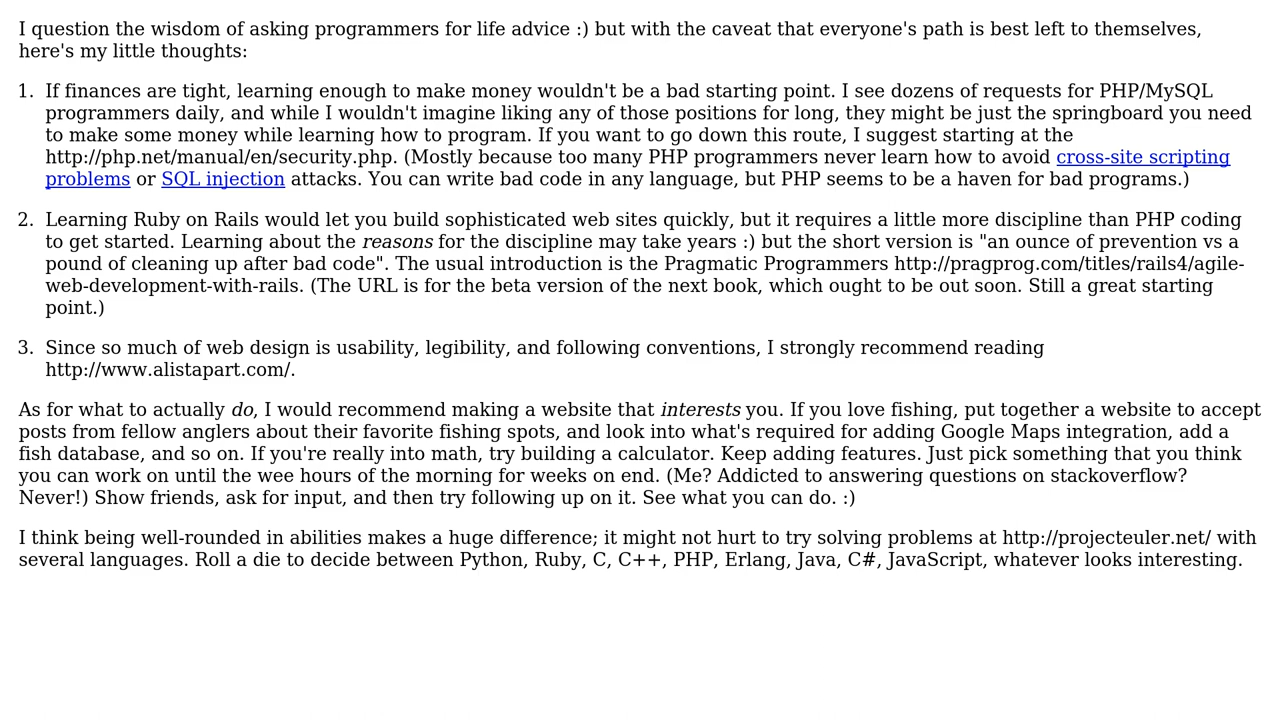 I question the wisdom of asking programmers for life advice :) but with the caveat that everyone's path is best left to themselves,
here's my little thoughts:
1. If finances are tight, learning enough to make money wouldn't be a bad starting point. I see dozens of requests for PHP/MySQL
programmers daily, and while I wouldn't imagine liking any of those positions for long, they might be just the springboard you need
to make some money while learning how to program. If you want to go down this route, I suggest starting at the
http://php.net/manual/en/security.php. (Mostly because too many PHP programmers never learn how to avoid cross-site scripting
problems or SQL injection attacks. You can write bad code in any language, but PHP seems to be a haven for bad programs.)
2. Learning Ruby on Rails would let you build sophisticated web sites quickly, but it requires a little more discipline than PHP coding
to get started. Learning about the reasons for the discipline may take years :) but the short version is "an ounce of prevention vs a
pound of cleaning up after bad code". The usual introduction is the Pragmatic Programmers http://pragprog.com/titles/rails4/agile-
web-development-with-rails. (The URL is for the beta version of the next book, which ought to be out soon. Still a great starting
point.)
3. Since so much of web design is usability, legibility, and following conventions, I strongly recommend reading
http://www.alistapart.com/.
As for what to actually do, I would recommend making a website that interests you. If you love fishing, put together a website to accept
posts from fellow anglers about their favorite fishing spots, and look into what's required for adding Google Maps integration, add a
fish database, and so on. If you're really into math, try building a calculator. Keep adding features. Just pick something that you think
you can work on until the wee hours of the morning for weeks on end. (Me? Addicted to answering questions on stackoverflow?
Never!) Show friends, ask for input, and then try following up on it. See what you can do. :)
I think being well-rounded in abilities makes a huge difference; it might not hurt to try solving problems at http://projecteuler.net/ with
several languages. Roll a die to decide between Python, Ruby, C, C++, PHP, Erlang, Java, C#, JavaScript, whatever looks interesting.